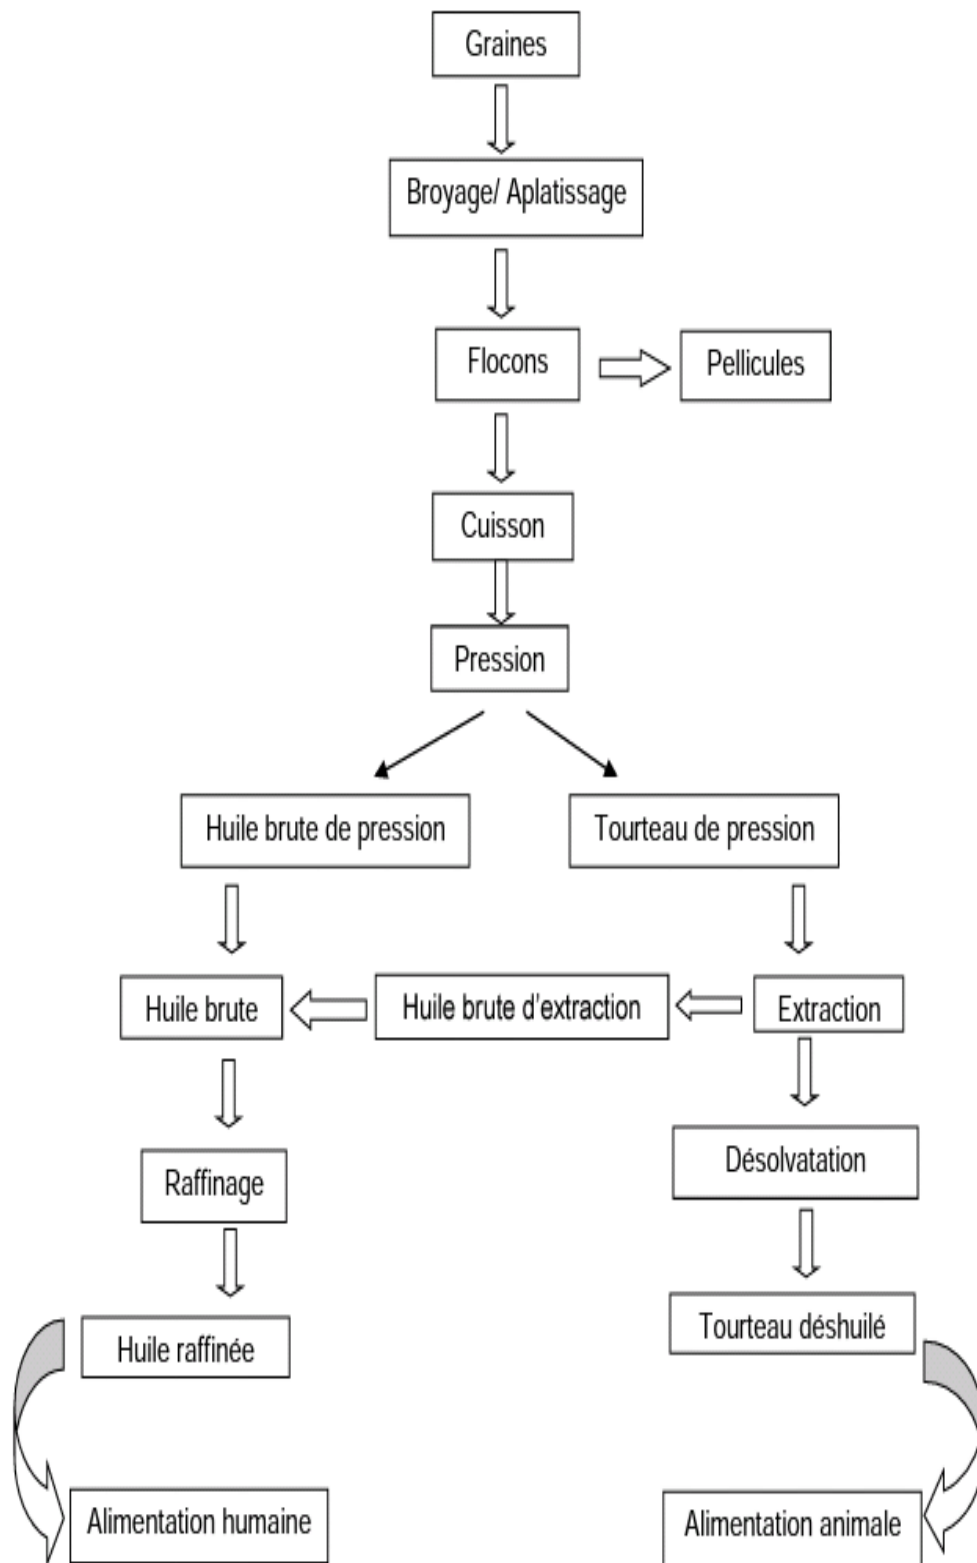 Graines
Broyage/ Aplatissage
Flocons
Pellicules
Cuisson
Pression
Huile brute de pression
Tourteau de pression
Huile brute
Huile brute d'extraction
Extraction
Désolvatation
Raffinage
Tourteau déshuilé
Huile raffinée
Alimentation humaine
Alimentation animale